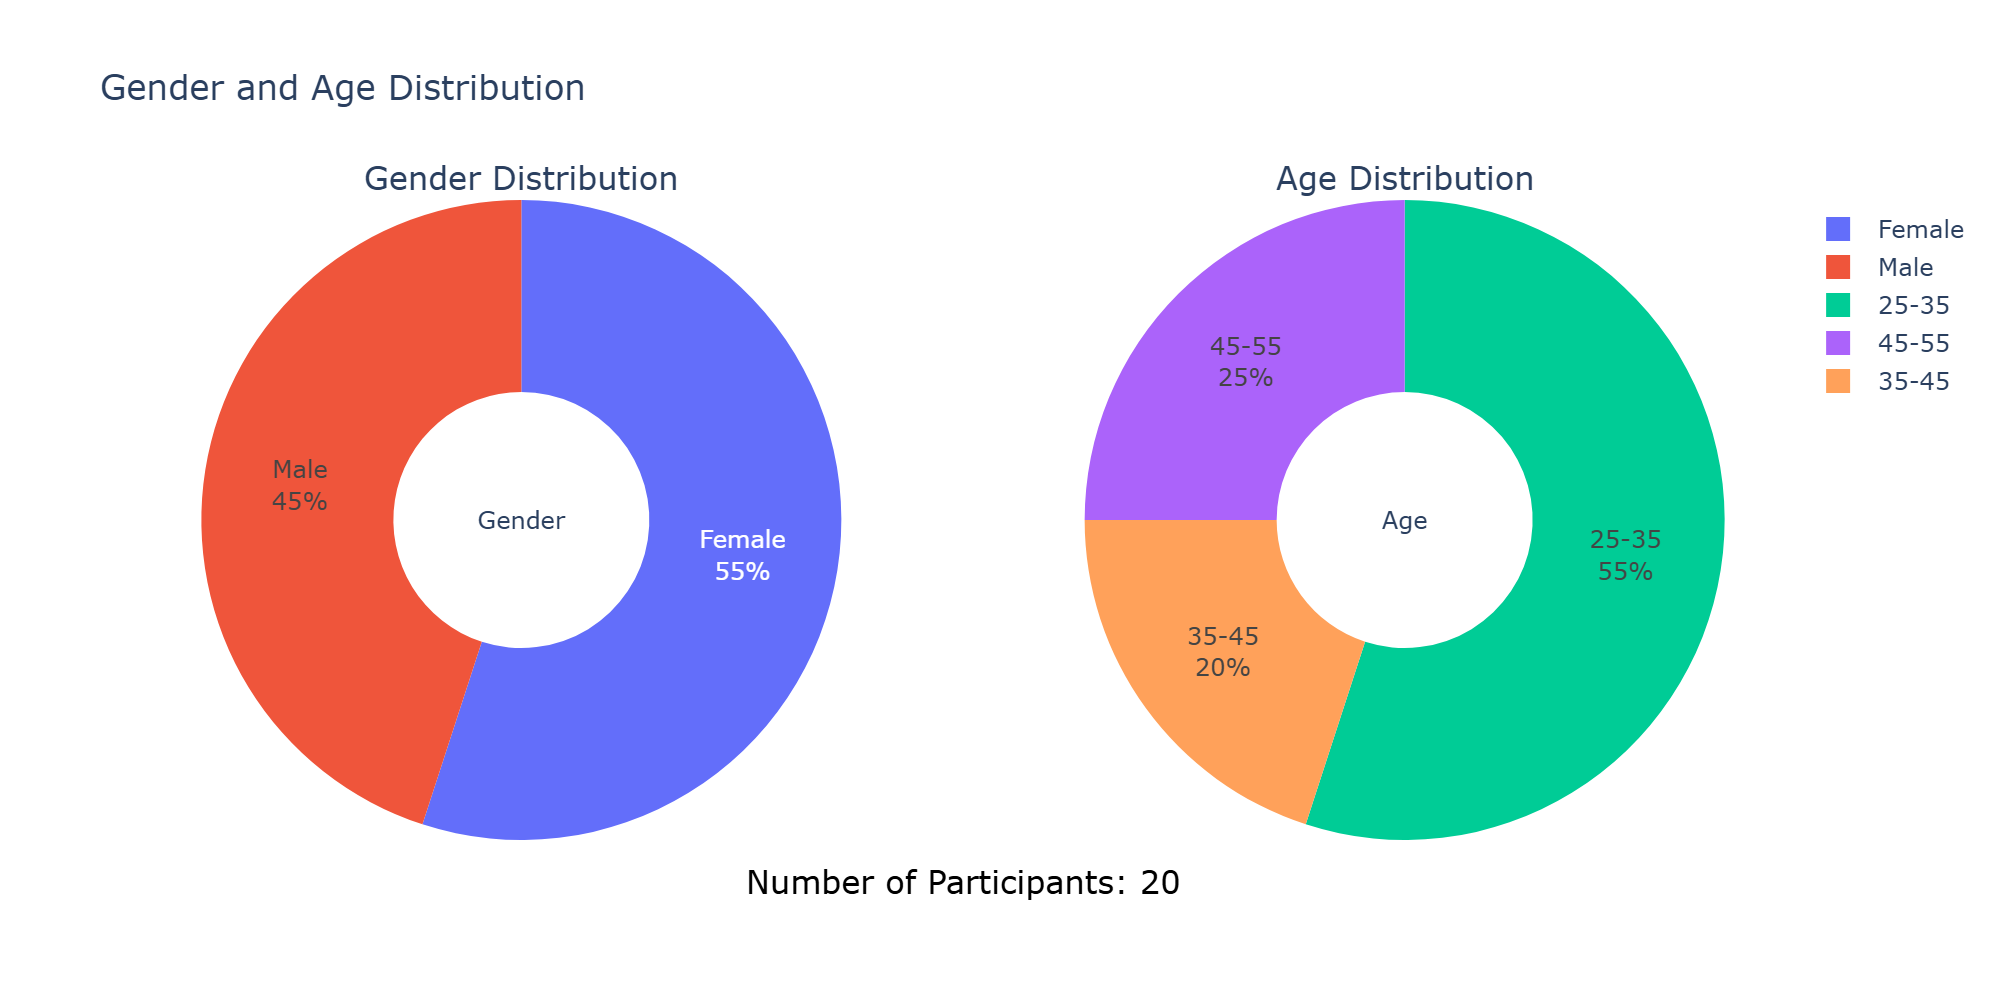 Gender and Age Distribution
Gender Distribution
Age Distribution
Female
Male
25-35
45-55
35-45
Male
45%
Gender
Female
55%
45-55
25%
Age
25-35
55%
35-45
20%
Number of Participants: 20